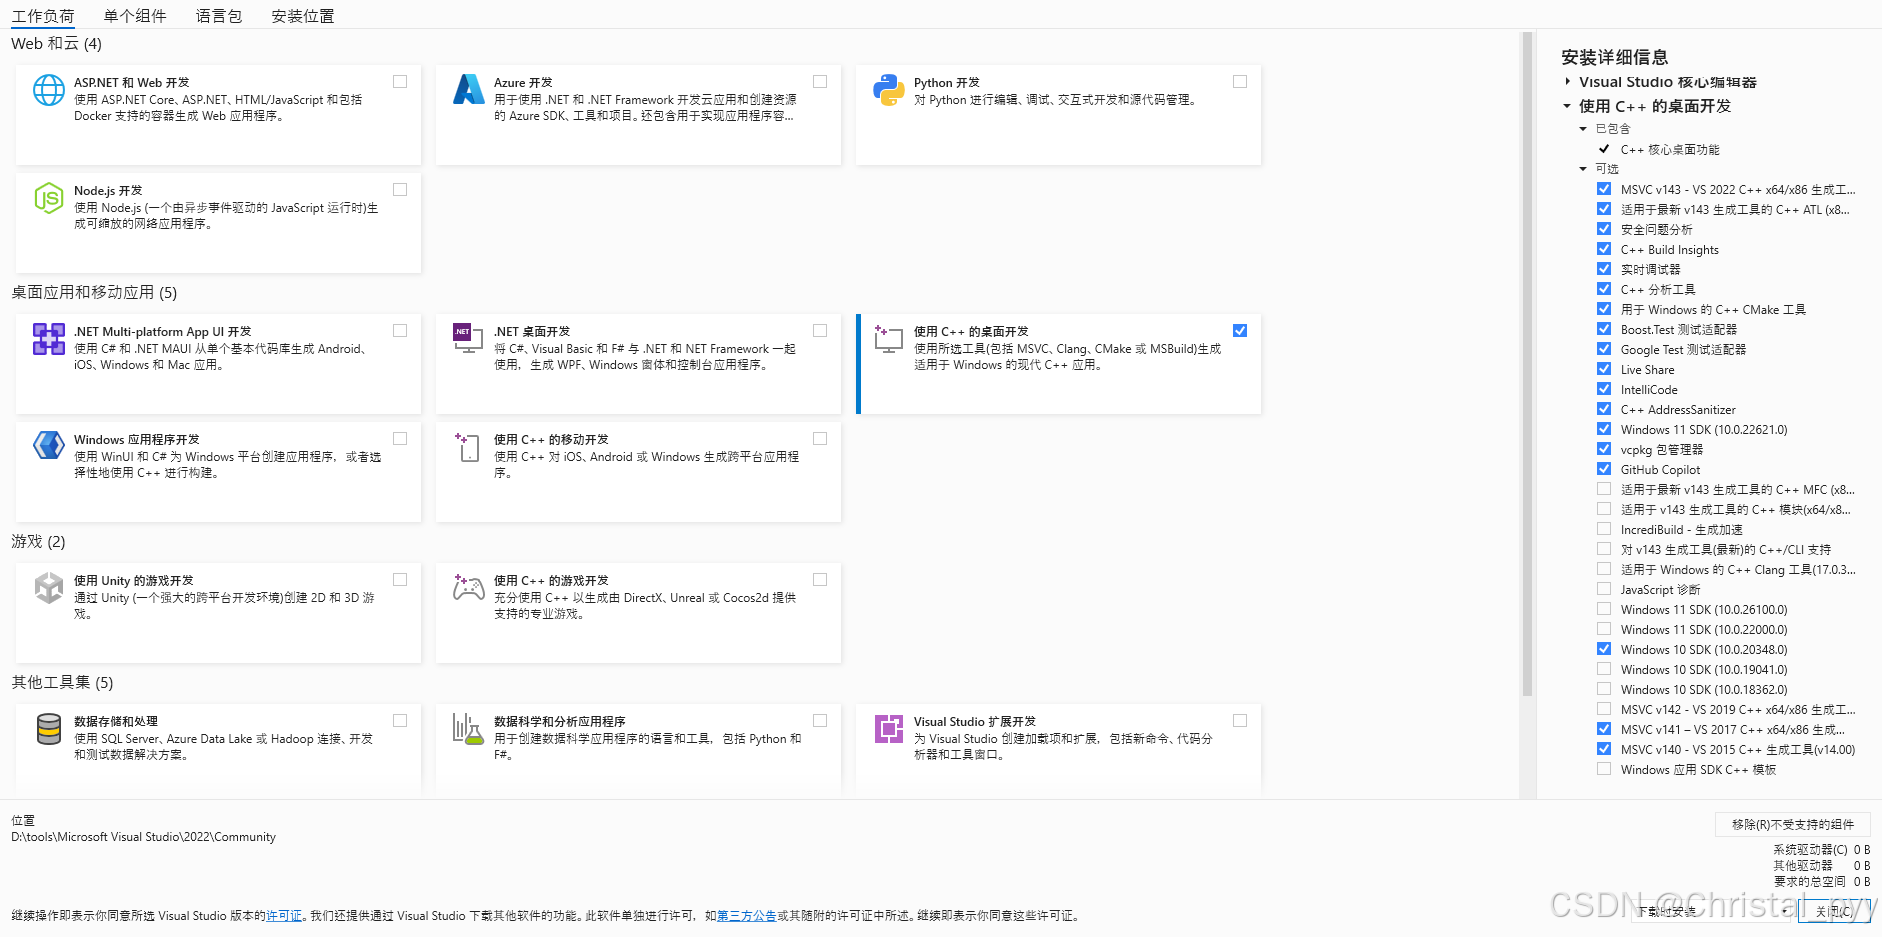 工作负荷 单个组件 语言包 安装位置
Web 和云 (4)
ASP.NET 和 Web 开发
使用 ASP.NET Core、ASP.NET、HTML/JavaScript 和包括
Docker 支持的容器生成 Web 应用程序。
Azure 开发
用于使用 .NET 和 .NET Framework 开发云应用和创建资源
的 Azure SDK、工具和项目。还包含用于实现应用程序容...
Python 开发
对 Python 进行编辑、调试、交互式开发和源代码管理。
Node.js 开发
使用 Node.js (一个由异步事件驱动的 JavaScript 运行时)生
成可缩放的网络应用程序。
桌面应用和移动应用 (5)
.NET Multi-platform App UI 开发
使用 C# 和 .NET MAUI 从单个基本代码库生成 Android、
iOS、Windows 和 Mac 应用。
.NET 桌面开发
将 C#、Visual Basic 和 F# 与 .NET 和 NET Framework 一起
使用，生成 WPF、Windows 窗体和控制台应用程序。
使用 C++ 的桌面开发
使用所选工具(包括 MSVC、Clang、CMake 或 MSBuild)生成
适用于 Windows 的现代 C++ 应用。
Windows 应用程序开发
使用 WinUI 和 C# 为 Windows 平台创建应用程序，或者选
择性地使用 C++ 进行构建。
使用 C++ 的移动开发
使用 C++ 对 iOS、Android 或 Windows 生成跨平台应用程
序。
游戏 (2)
使用 Unity 的游戏开发
通过 Unity (一个强大的跨平台开发环境)创建 2D 和 3D 游
戏。
使用 C++ 的游戏开发
充分使用 C++ 以生成由 DirectX、Unreal 或 Cocos2d 提供
支持的专业游戏。
其他工具集 (5)
数据存储和处理
使用 SQL Server、Azure Data Lake 或 Hadoop 连接、开发
和测试数据解决方案。
数据科学和分析应用程序
用于创建数据科学应用程序的语言和工具，包括 Python 和
F#。
Visual Studio 扩展开发
为 Visual Studio 创建加载项和扩展，包括新命令、代码分
析器和工具窗口。
安装详细信息
Visual Studio 核心编辑器
使用 C++ 的桌面开发
已包含
C++ 核心桌面功能
可选
MSVC v143 - VS 2022 C++ x64/x86 生成工...
适用于最新 v143 生成工具的 C++ ATL (x8...
安全问题分析
C++ Build Insights
实时调试器
C++ 分析工具
用于 Windows 的 C++ CMake 工具
Boost.Test 测试适配器
Google Test 测试适配器
Live Share
IntelliCode
C++ AddressSanitizer
Windows 11 SDK (10.0.22621.0)
vcpkg 包管理器
GitHub Copilot
适用于最新 v143 生成工具的 C++ MFC (x8...
适用于 v143 生成工具的 C++ 模块(x64/x8...
IncrediBuild - 生成加速
对 v143 生成工具(最新)的 C++/CLI 支持
适用于 Windows 的 C++ Clang 工具(17.0.3...
JavaScript 诊断
Windows 11 SDK (10.0.26100.0)
Windows 11 SDK (10.0.22000.0)
Windows 10 SDK (10.0.20348.0)
Windows 10 SDK (10.0.19041.0)
Windows 10 SDK (10.0.18362.0)
MSVC v142 - VS 2019 C++ x64/x86 生成工...
MSVC v141 – VS 2017 C++ x64/x86 生成...
MSVC v140 - VS 2015 C++ 生成工具(v14.00)
Windows 应用 SDK C++ 模板
位置
D:\tools\Microsoft Visual Studio\2022\Community
移除(R)不受支持的组件
系统驱动器(C) 0 B
其他驱动器 0 B
要求的总空间 0 B
继续操作即表示你同意所选 Visual Studio 版本的许可证。我们还提供通过 Visual Studio 下载其他软件的功能。此软件单独进行许可，如第三方公告或其随附的许可证中所述。继续即表示你同意这些许可证。
下载时安装
关闭(C)
CSDN @Christal_pyy